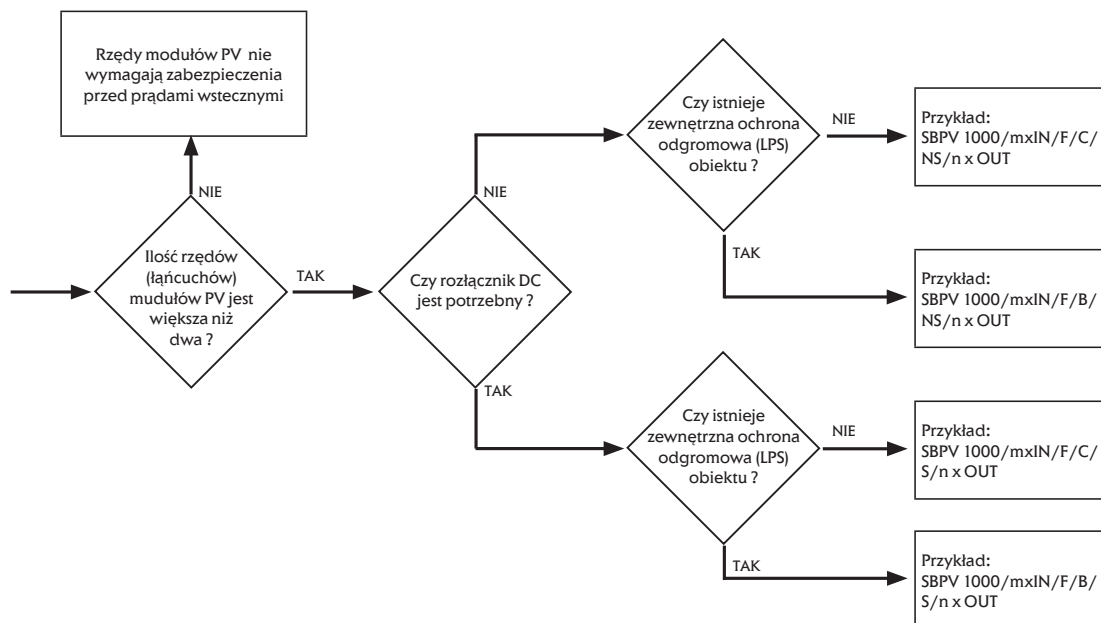 Rzędy modułów PV nie
wymagają zabezpieczenia
przed prądami wstecznymi
NIE
Ilość rzędów
(łąńcuchów)
mudułów PV jest
większa niż
dwa ?
TAK
Czy rozłącznik DC
jest potrzebny ?
NIE
Czy istnieje
zewnętrzna ochrona
odgromowa (LPS)
obiektu ?
NIE
Przykład:
SBPV 1000/mxIN/F/C/
NS/n x OUT
TAK
Przykład:
SBPV 1000/mxIN/F/B/
NS/n x OUT
TAK
Czy istnieje
zewnętrzna ochrona
odgromowa (LPS)
obiektu ?
NIE
Przykład:
SBPV 1000/mxIN/F/C/
S/n x OUT
TAK
Przykład:
SBPV 1000/mxIN/F/B/
S/n x OUT